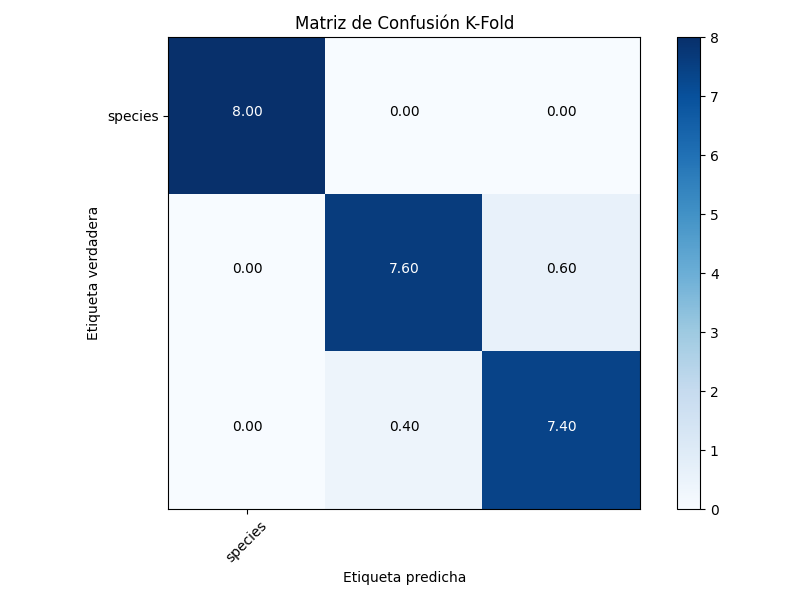 Matriz de Confusión K-Fold
species
8.00 0.00 0.00
0.00 7.60 0.60
0.00 0.40 7.40
species
Etiqueta predicha
Etiqueta verdadera
8
7
6
5
4
3
2
1
0